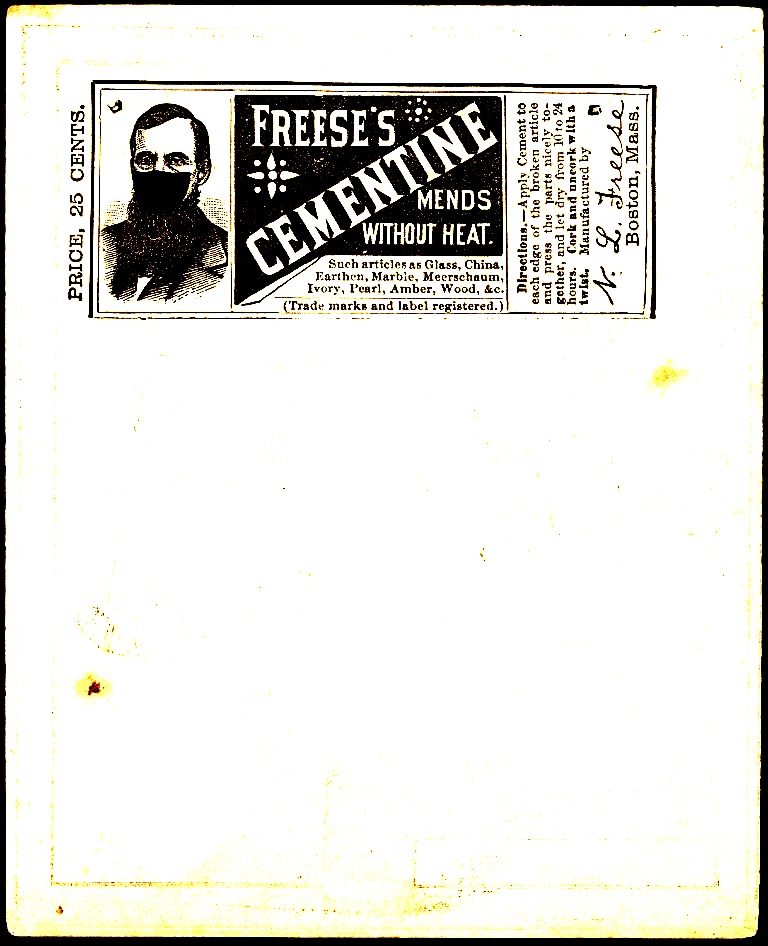 PRICE, 25 CENTS.
FREESE'S
CEMENTINE
MENDS
WITHOUT HEAT.
Such articles as Glass, China,
Earthen, Marble, Meerschaum,
Ivory, Pearl, Amber, Wood, &c.
(Trade marks and label registered.)
Directions.—Apply Cement to
each edge of the broken article
and press the parts nicely to-
gether, and let dry from 10 to 24
hours. Cork and uncork with a
twist. Manufactured by
N. L. Freese
Boston, Mass.